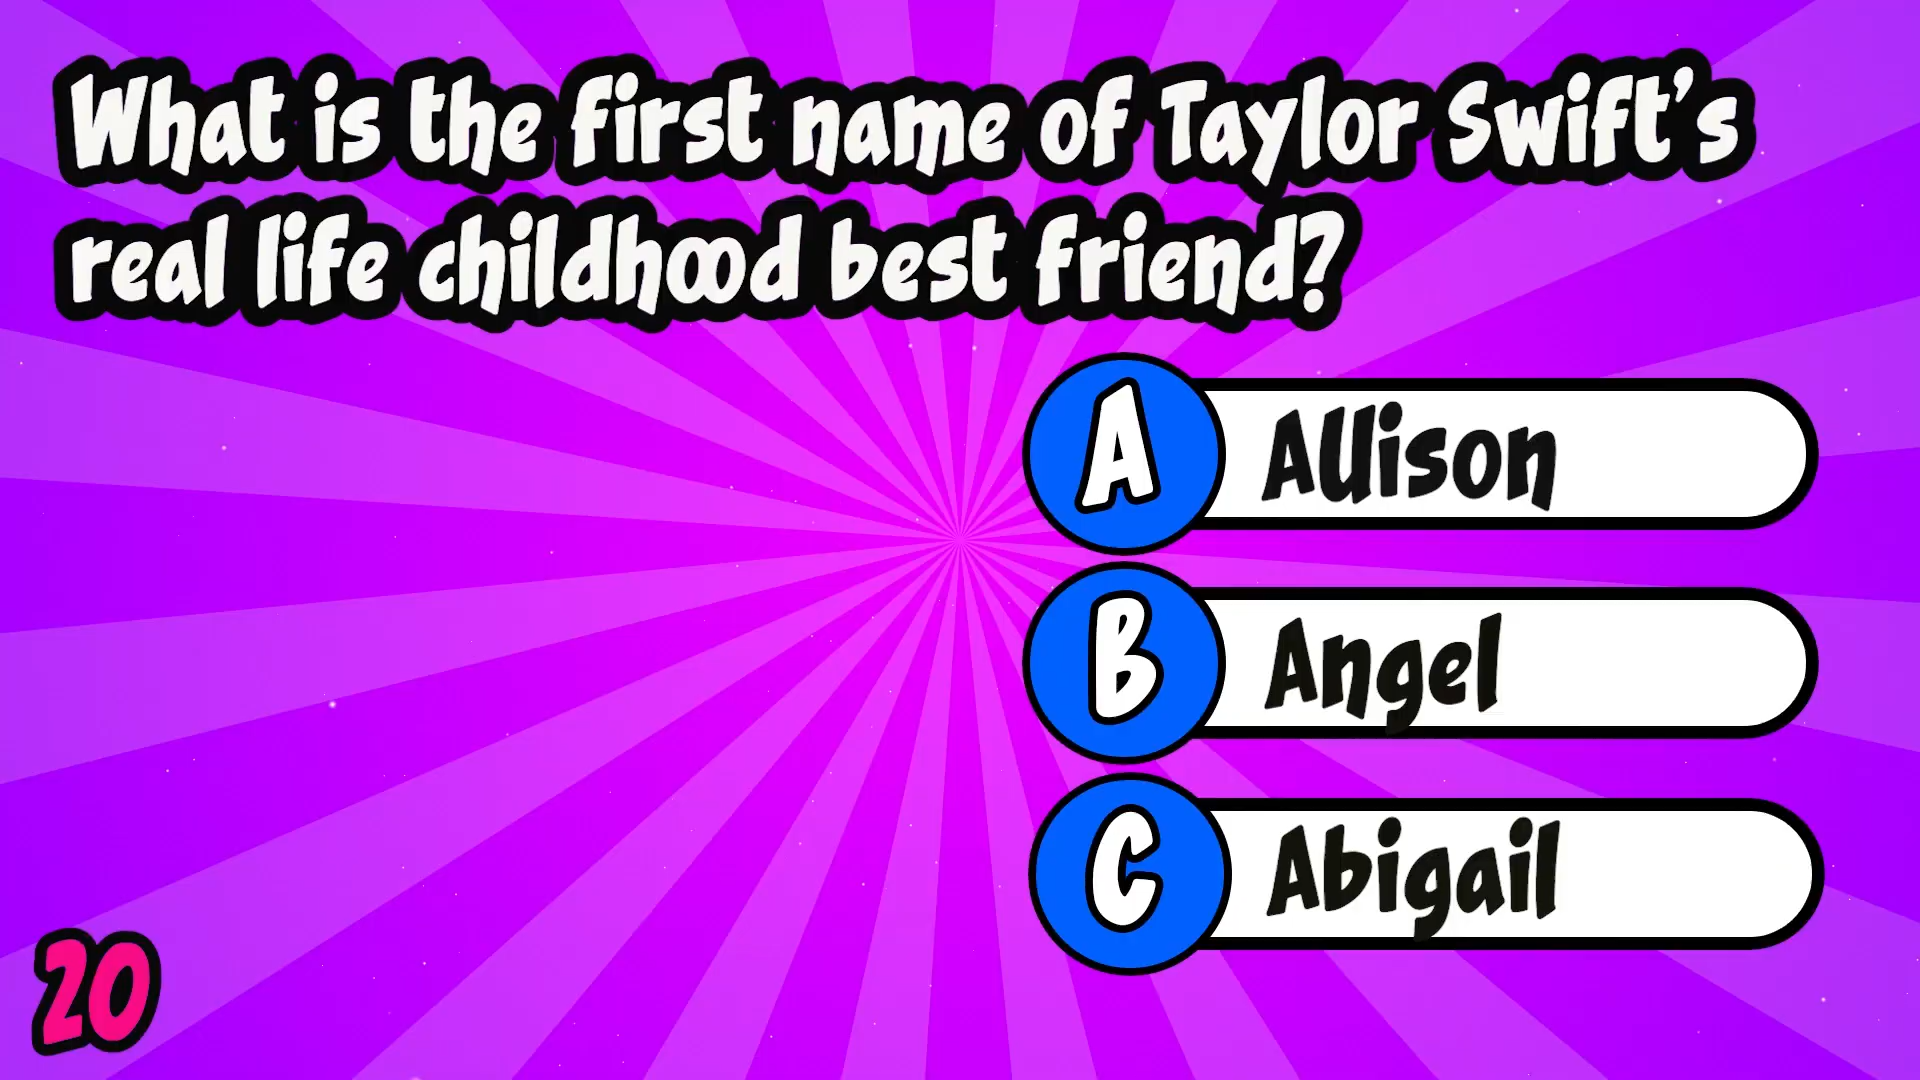 What is the first name of Taylor Swift's
real life childhood best friend?
A Allison
B Angel
C Abigail
20